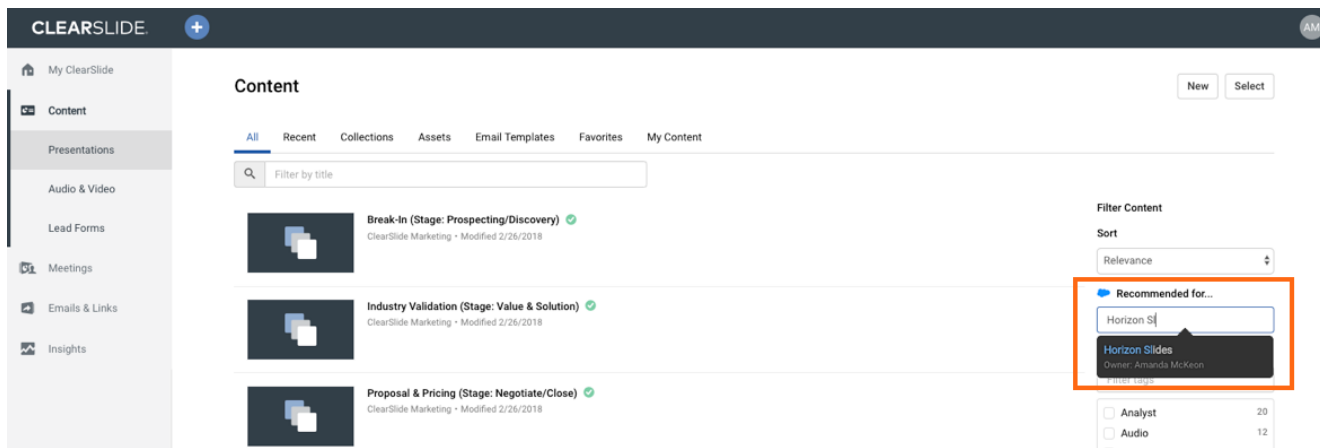 CLEARSLIDE.
AM
My ClearSlide
Content
Presentations
Audio & Video
Lead Forms
Meetings
Emails & Links
Insights
Content
New
Select
All Recent Collections Assets Email Templates Favorites My Content
Filter by title
Break-In (Stage: Prospecting/Discovery)
ClearSlide Marketing • Modified 2/26/2018
Industry Validation (Stage: Value & Solution)
ClearSlide Marketing • Modified 2/26/2018
Proposal & Pricing (Stage: Negotiate/Close)
ClearSlide Marketing • Modified 2/26/2018
Filter Content
Sort
Relevance
Recommended for...
Horizon Sl
Horizon Slides
Owner: Amanda McKeon
Filter tags
Analyst 20
Audio 12